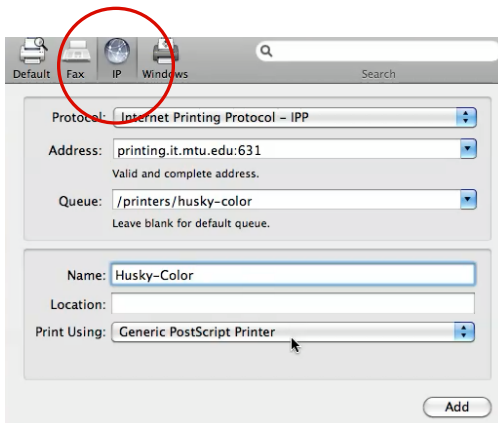 Default Fax IP Windows Search
Protocol: Internet Printing Protocol – IPP
Address: printing.it.mtu.edu:631
Valid and complete address.
Queue: /printers/husky-color
Leave blank for default queue.
Name: Husky-Color
Location:
Print Using: Generic PostScript Printer
Add